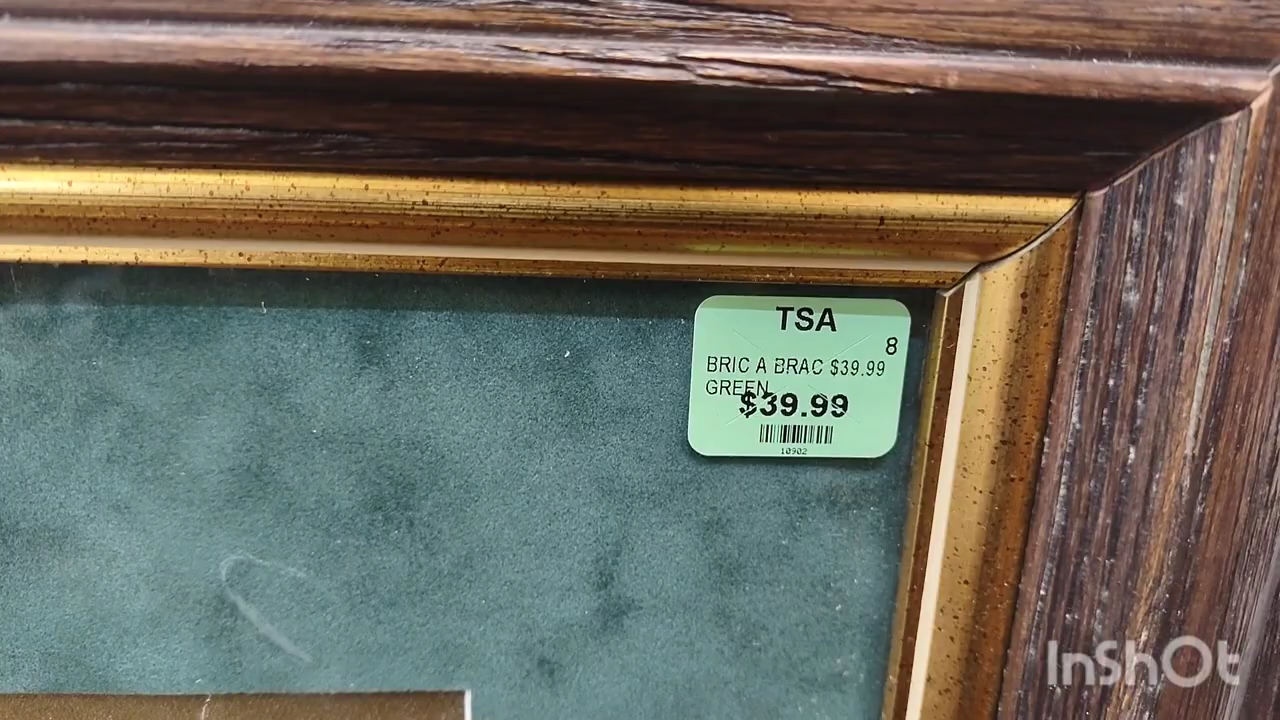 TSA
8
BRIC A BRAC $39.99
GREEN
$39.99
10902
InShOt